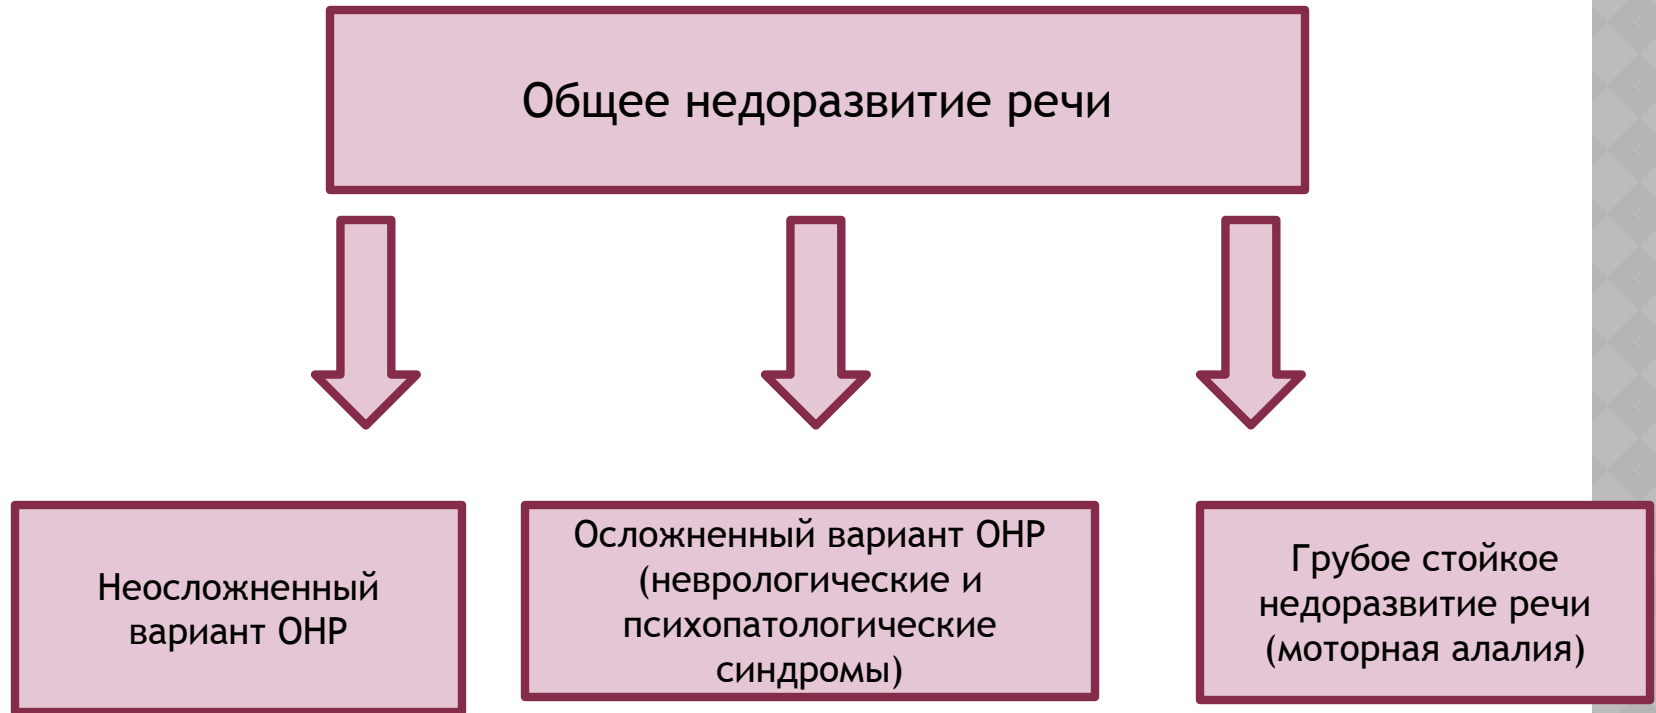 Общее недоразвитие речи
Неосложненный
вариант ОНР
Осложненный вариант ОНР
(неврологические и
психопатологические
синдромы)
Грубое стойкое
недоразвитие речи
(моторная алалия)